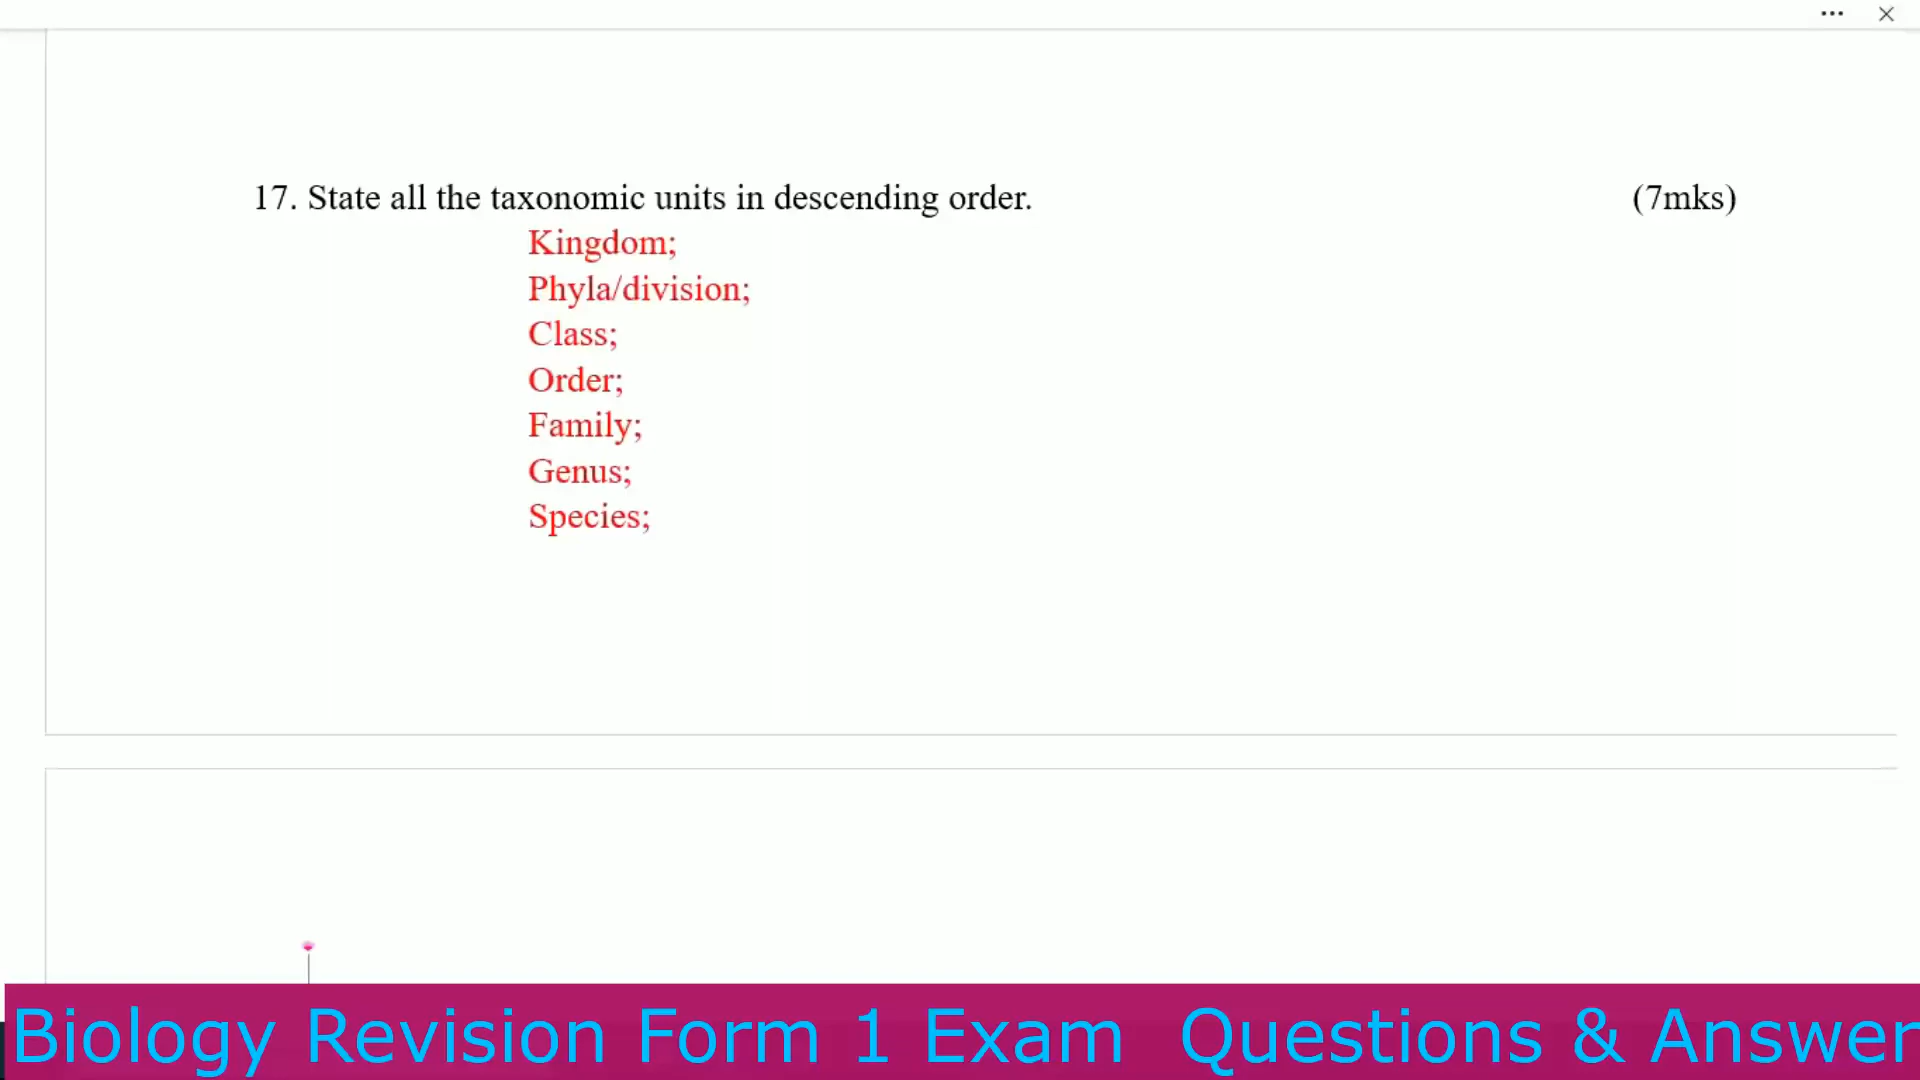 17. State all the taxonomic units in descending order. (7mks)
Kingdom;
Phyla/division;
Class;
Order;
Family;
Genus;
Species;
Biology Revision Form 1 Exam Questions & Answer